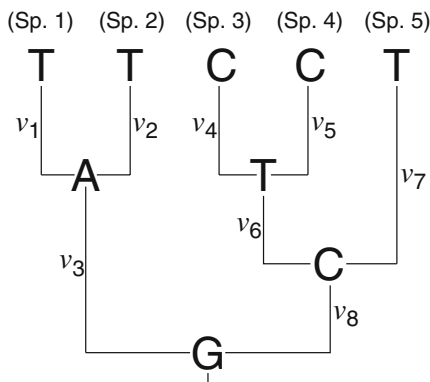 (Sp. 1) (Sp. 2) (Sp. 3) (Sp. 4) (Sp. 5)
T T C C T
v1 v2 v4 v5 v7
A T
v6
v3 C
v8
G